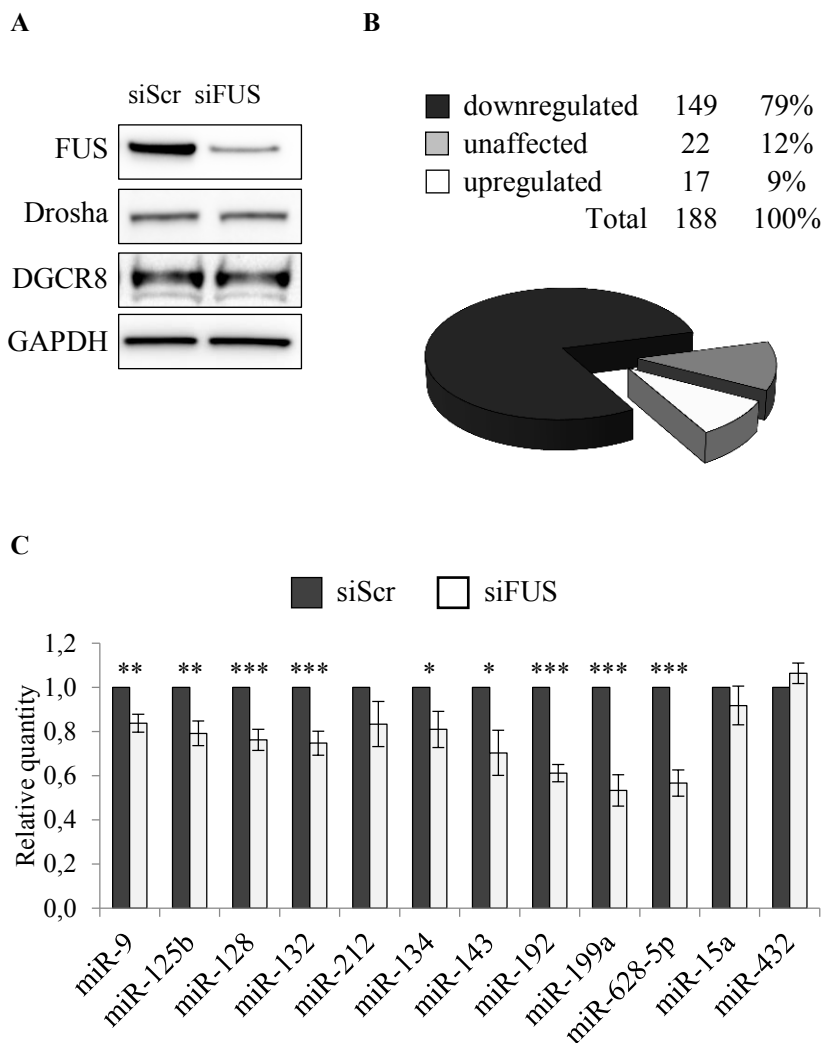 A
siScr siFUS
FUS
Drosha
DGCR8
GAPDH
B
downregulated 149 79%
unaffected 22 12%
upregulated 17 9%
Total 188 100%
C
siScr siFUS
Relative quantity
1,2
1,0
0,8
0,6
0,4
0,2
0,0
** ** *** *** * * *** *** ***
miR-9 miR-125b miR-128 miR-132 miR-212 miR-134 miR-143 miR-192 miR-199a miR-628-5p miR-15a miR-432